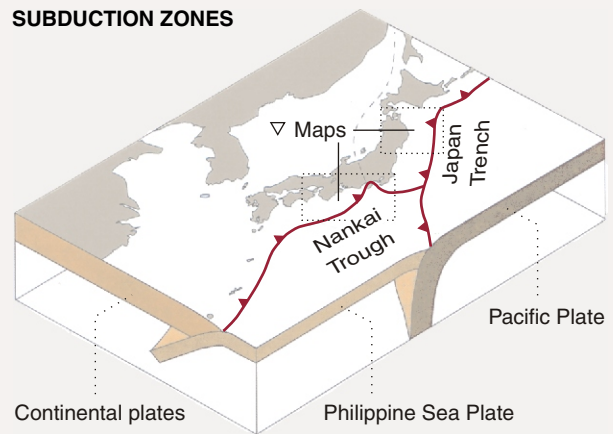 SUBDUCTION ZONES
▽ Maps
Japan
Trench
Nankai
Trough
Pacific Plate
Continental plates
Philippine Sea Plate